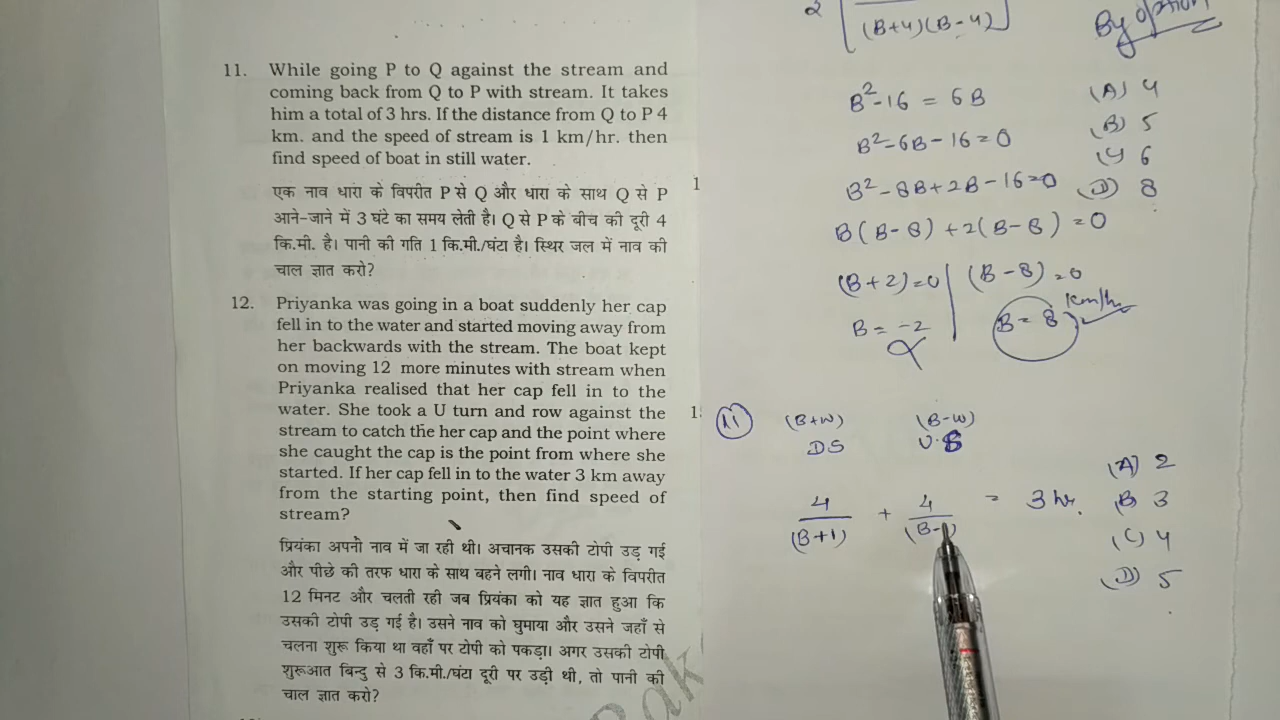 11. While going P to Q against the stream and
coming back from Q to P with stream. It takes
him a total of 3 hrs. If the distance from Q to P 4
km. and the speed of stream is 1 km/hr. then
find speed of boat in still water.
एक नाव धारा के विपरीत P से Q और धारा के साथ Q से P
आने-जाने में 3 घंटे का समय लेती है। Q से P के बीच की दूरी 4
कि.मी. है। पानी की गति 1 कि.मी./घंटा है। स्थिर जल में नाव की
चाल ज्ञात करो?
12. Priyanka was going in a boat suddenly her cap
fell in to the water and started moving away from
her backwards with the stream. The boat kept
on moving 12 more minutes with stream when
Priyanka realised that her cap fell in to the
water. She took a U turn and row against the
stream to catch the her cap and the point where
she caught the cap is the point from where she
started. If her cap fell in to the water 3 km away
from the starting point, then find speed of
stream?
प्रियंका अपनी नाव में जा रही थी। अचानक उसकी टोपी उड़ गई
और पीछे की तरफ धारा के साथ बहने लगी। नाव धारा के विपरीत
12 मिनट और चलती रही जब प्रियंका को यह ज्ञात हुआ कि
उसकी टोपी उड़ गई है। उसने नाव को घुमाया और उसने जहाँ से
चलना शुरू किया था वहाँ पर टोपी को पकड़ा। अगर उसकी टोपी
शुरूआत बिन्दु से 3 कि.मी./घंटा दूरी पर उड़ी थी, तो पानी की
चाल ज्ञात करो?
1
1
2 (B+4)(B-4)
By option
B²-16 = 6B
(A) 4
B²-6B-16=0
(B) 5
(C) 6
B²-8B+2B-16=0
(D) 8
B(B-8)+2(B-8)=0
(B+2)=0 (B-8)=0
B=-2 B=8 km/hr
11 (B+W) (B-W)
DS U.S
4/(B+1) + 4/(B-1) = 3 hr.
(A) 2
(B) 3
(C) 4
(D) 5
Rak